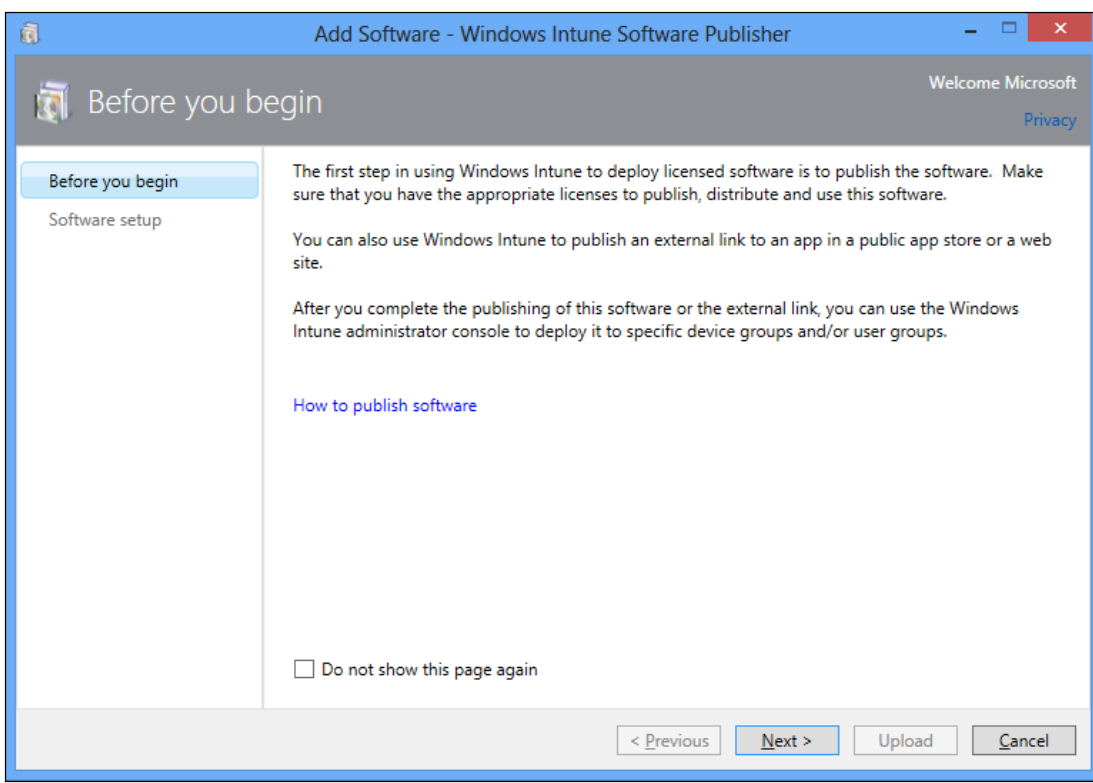 Add Software - Windows Intune Software Publisher
Before you begin
Welcome Microsoft
Privacy
Before you begin
Software setup
The first step in using Windows Intune to deploy licensed software is to publish the software.  Make
sure that you have the appropriate licenses to publish, distribute and use this software.
You can also use Windows Intune to publish an external link to an app in a public app store or a web
site.
After you complete the publishing of this software or the external link, you can use the Windows
Intune administrator console to deploy it to specific device groups and/or user groups.
How to publish software
Do not show this page again
< Previous
Next >
Upload
Cancel